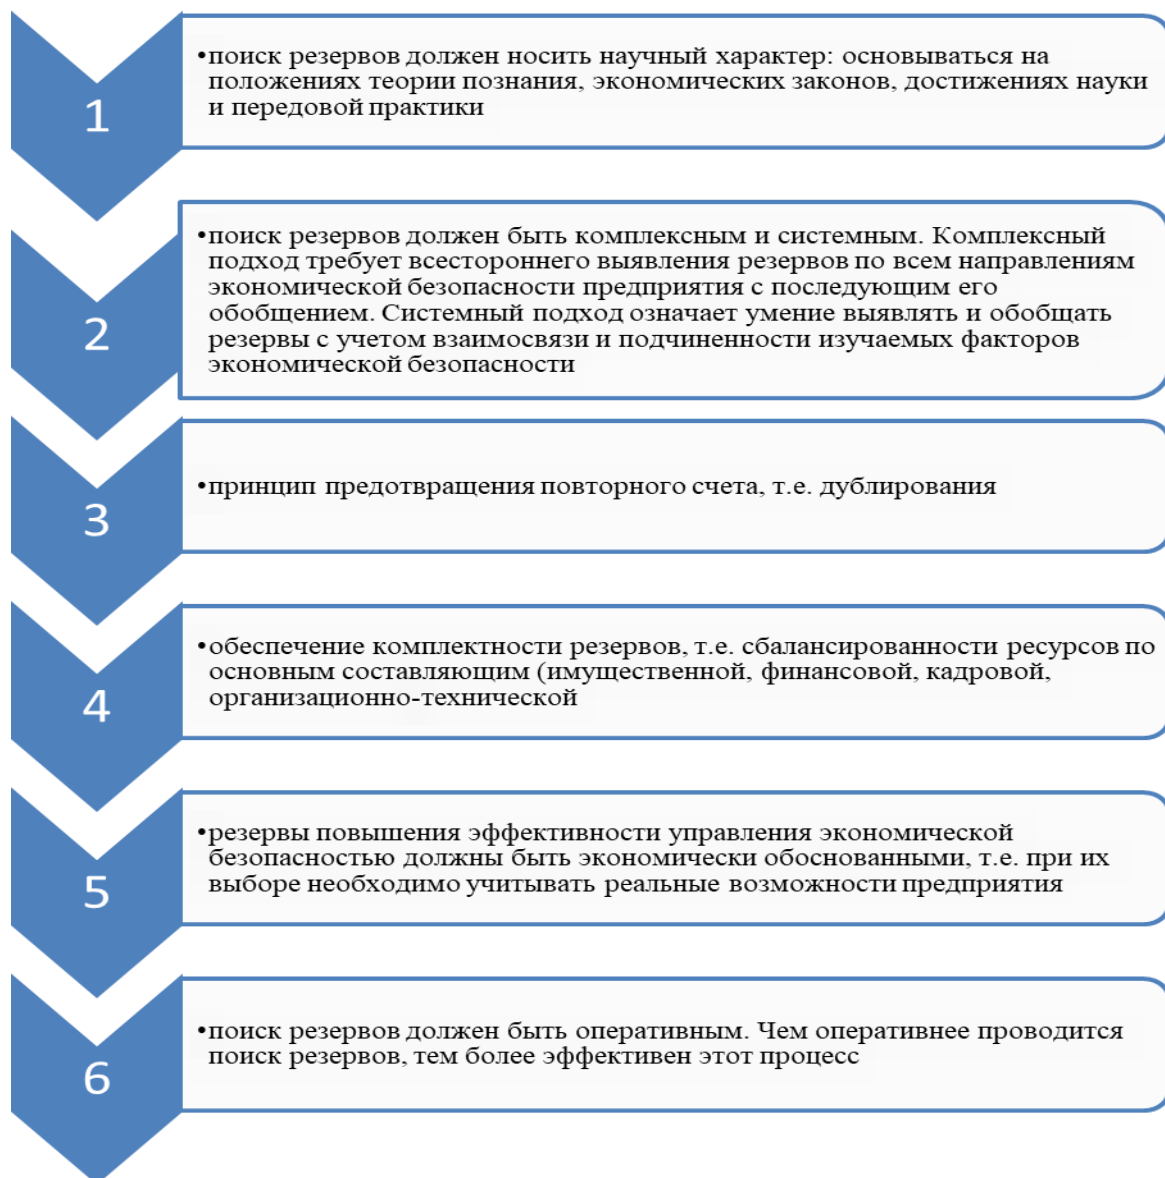 1
•поиск резервов должен носить научный характер: основываться на
положениях теории познания, экономических законов, достижениях науки
и передовой практики
2
•поиск резервов должен быть комплексным и системным. Комплексный
подход требует всестороннего выявления резервов по всем направлениям
экономической безопасности предприятия с последующим его
обобщением. Системный подход означает умение выявлять и обобщать
резервы с учетом взаимосвязи и подчиненности изучаемых факторов
экономической безопасности
3
•принцип предотвращения повторного счета, т.е. дублирования
4
•обеспечение комплектности резервов, т.е. сбалансированности ресурсов по
основным составляющим (имущественной, финансовой, кадровой,
организационно-технической
5
•резервы повышения эффективности управления экономической
безопасностью должны быть экономически обоснованными, т.е. при их
выборе необходимо учитывать реальные возможности предприятия
6
•поиск резервов должен быть оперативным. Чем оперативнее проводится
поиск резервов, тем более эффективен этот процесс